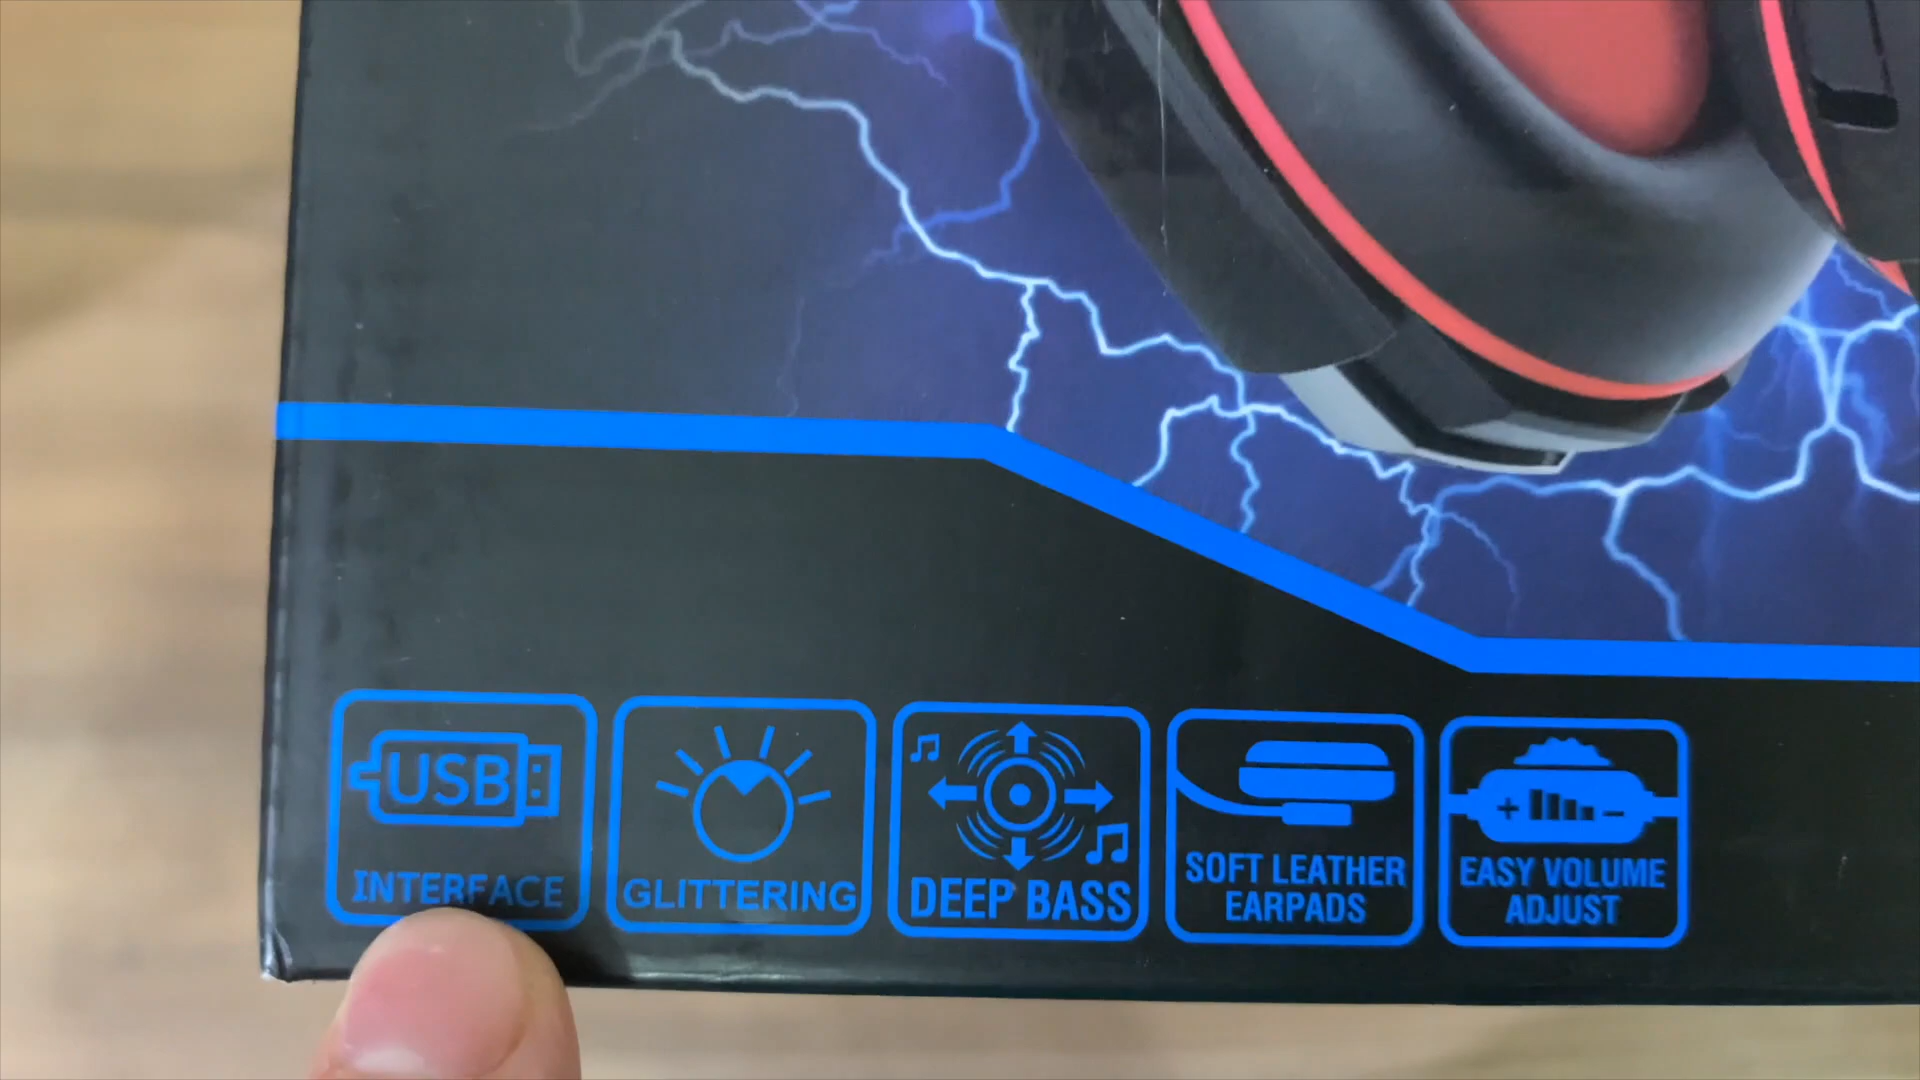 USB
INTERFACE
GLITTERING
DEEP BASS
SOFT LEATHER
EARPADS
EASY VOLUME
ADJUST